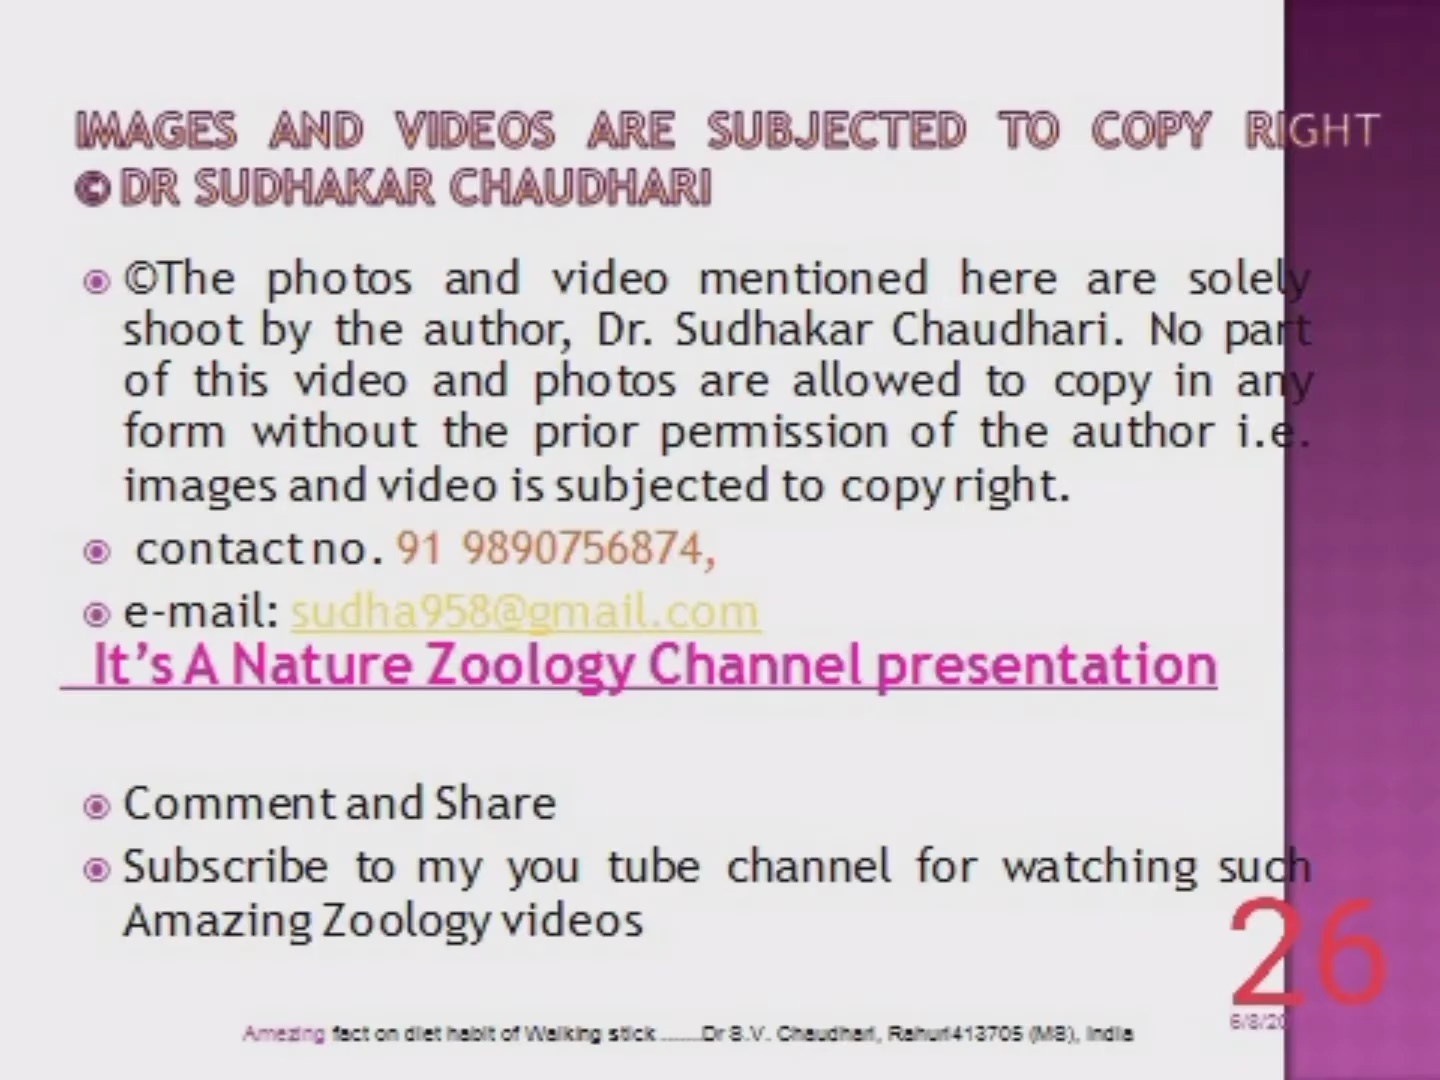 IMAGES AND VIDEOS ARE SUBJECTED TO COPY RIGHT
© DR SUDHAKAR CHAUDHARI
©The photos and video mentioned here are solely
shoot by the author, Dr. Sudhakar Chaudhari. No part
of this video and photos are allowed to copy in any
form without the prior permission of the author i.e.
images and video is subjected to copy right.
contact no. 91 9890756874,
e-mail: sudha958@gmail.com
It's A Nature Zoology Channel presentation
Comment and Share
Subscribe to my you tube channel for watching such
Amazing Zoology videos
26
Amezing fact on diet habit of Walking stick .......Dr S.V. Chaudhari, Rahuri413705 (MS), India